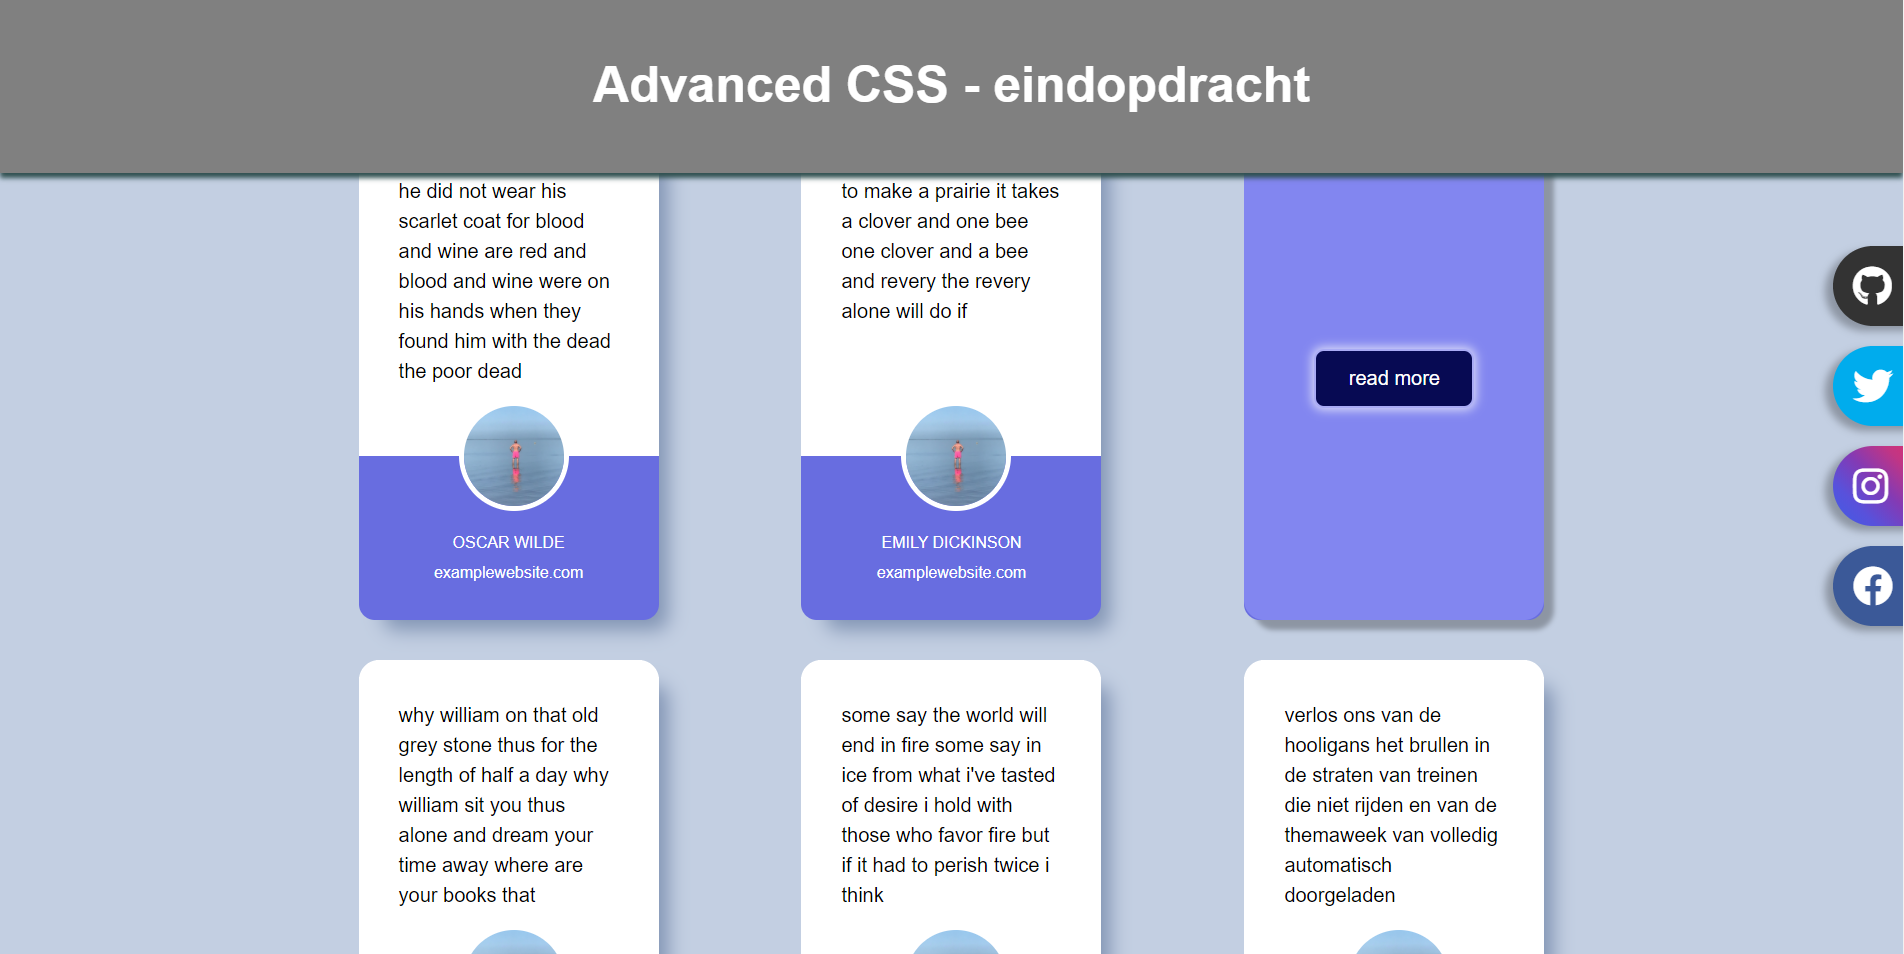 Advanced CSS - eindopdracht
he did not wear his
scarlet coat for blood
and wine are red and
blood and wine were on
his hands when they
found him with the dead
the poor dead
OSCAR WILDE
examplewebsite.com
to make a prairie it takes
a clover and one bee
one clover and a bee
and revery the revery
alone will do if
EMILY DICKINSON
examplewebsite.com
read more
why william on that old
grey stone thus for the
length of half a day why
william sit you thus
alone and dream your
time away where are
your books that
some say the world will
end in fire some say in
ice from what i've tasted
of desire i hold with
those who favor fire but
if it had to perish twice i
think
verlos ons van de
hooligans het brullen in
de straten van treinen
die niet rijden en van de
themaweek van volledig
automatisch
doorgeladen